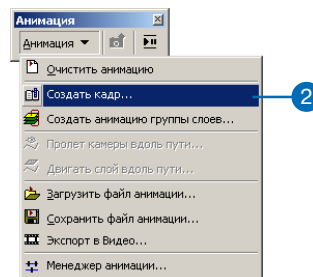 Анимация
Анимация
Очистить анимацию
Создать кадр...
2
Создать анимацию группы слоев...
Пролет камеры вдоль пути...
Двигать слой вдоль пути...
Загрузить файл анимации...
Сохранить файл анимации...
Экспорт в Видео...
Менеджер анимации...